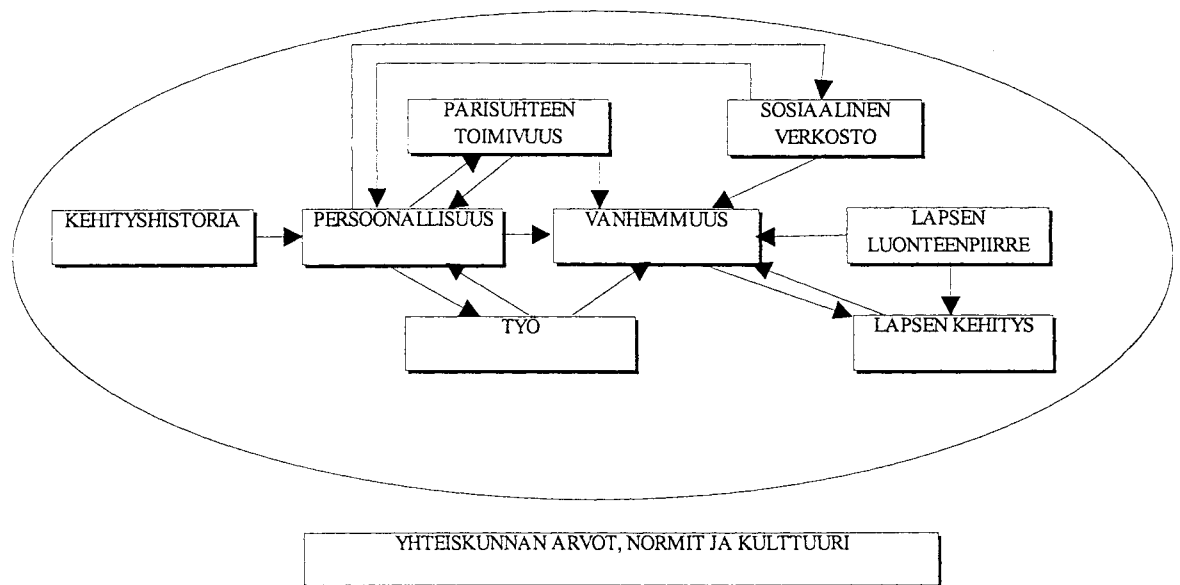 PARISUHTEEN
TOIMIVUUS
SOSIAALINEN
VERKOSTO
KEHITYSHISTORIA
PERSOONALLISUUS
VANHEMMUUS
LAPSEN
LUONTEENPIIRRE
TYÖ
LAPSEN KEHITYS
YHTEISKUNNAN ARVOT, NORMIT JA KULTTUURI